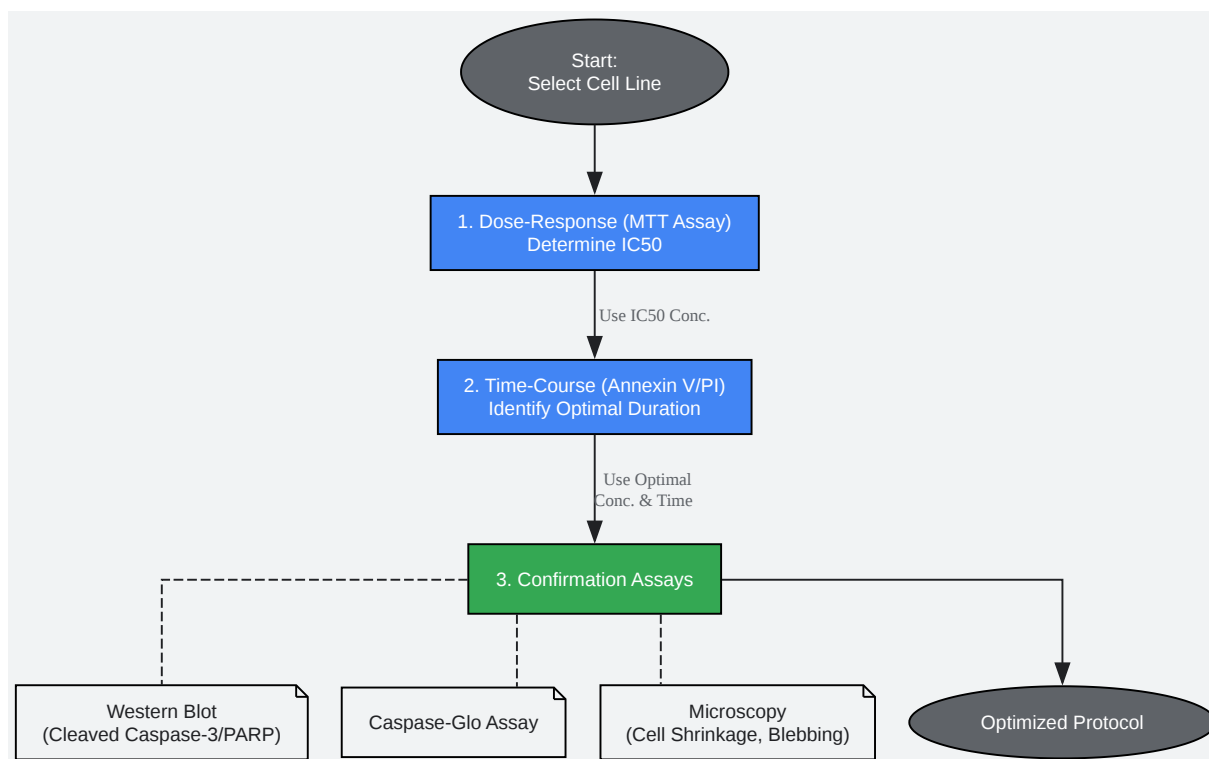 Start:
Select Cell Line
1. Dose-Response (MTT Assay)
Determine IC50
Use IC50 Conc.
2. Time-Course (Annexin V/PI)
Identify Optimal Duration
Use Optimal
Conc. & Time
3. Confirmation Assays
Western Blot
(Cleaved Caspase-3/PARP)
Caspase-Glo Assay
Microscopy
(Cell Shrinkage, Blebbing)
Optimized Protocol